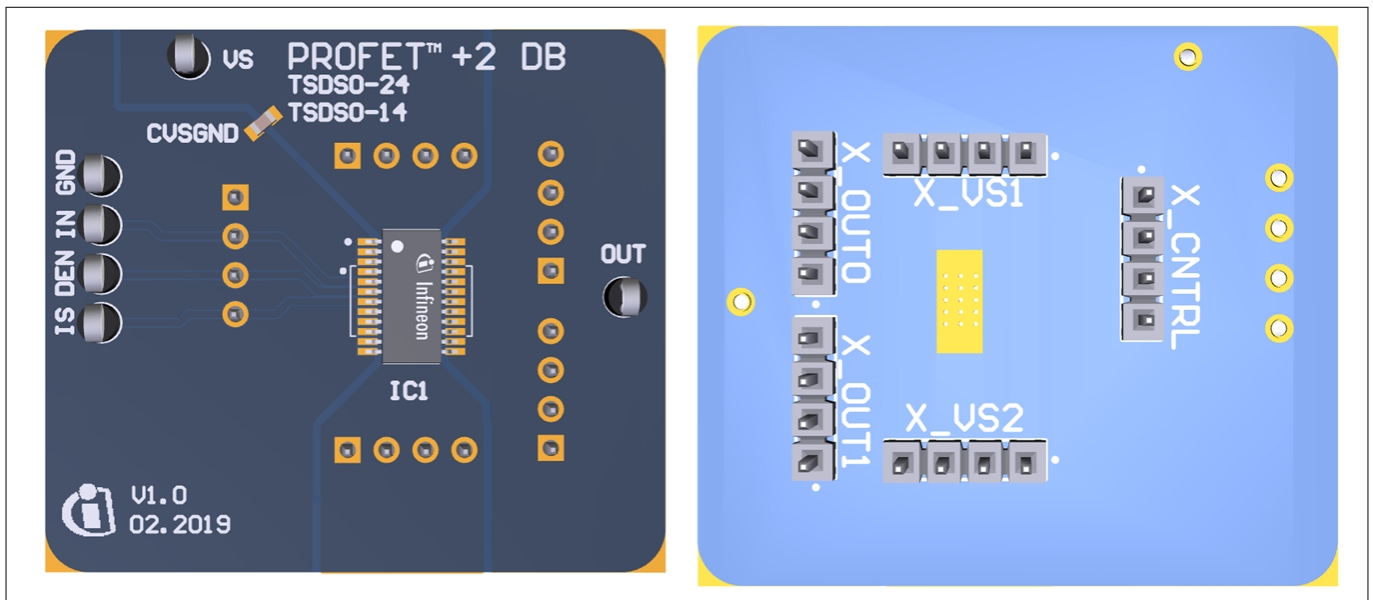 VS
PROFET™ +2 DB
TSDSO-24
TSDSO-14
CVSGND
GND
IN
DEN
IS
OUT
Infineon
IC1
V1.0
02.2019
X_OUT0
X_VS1
X_CNTRL
X_OUT1
X_VS2